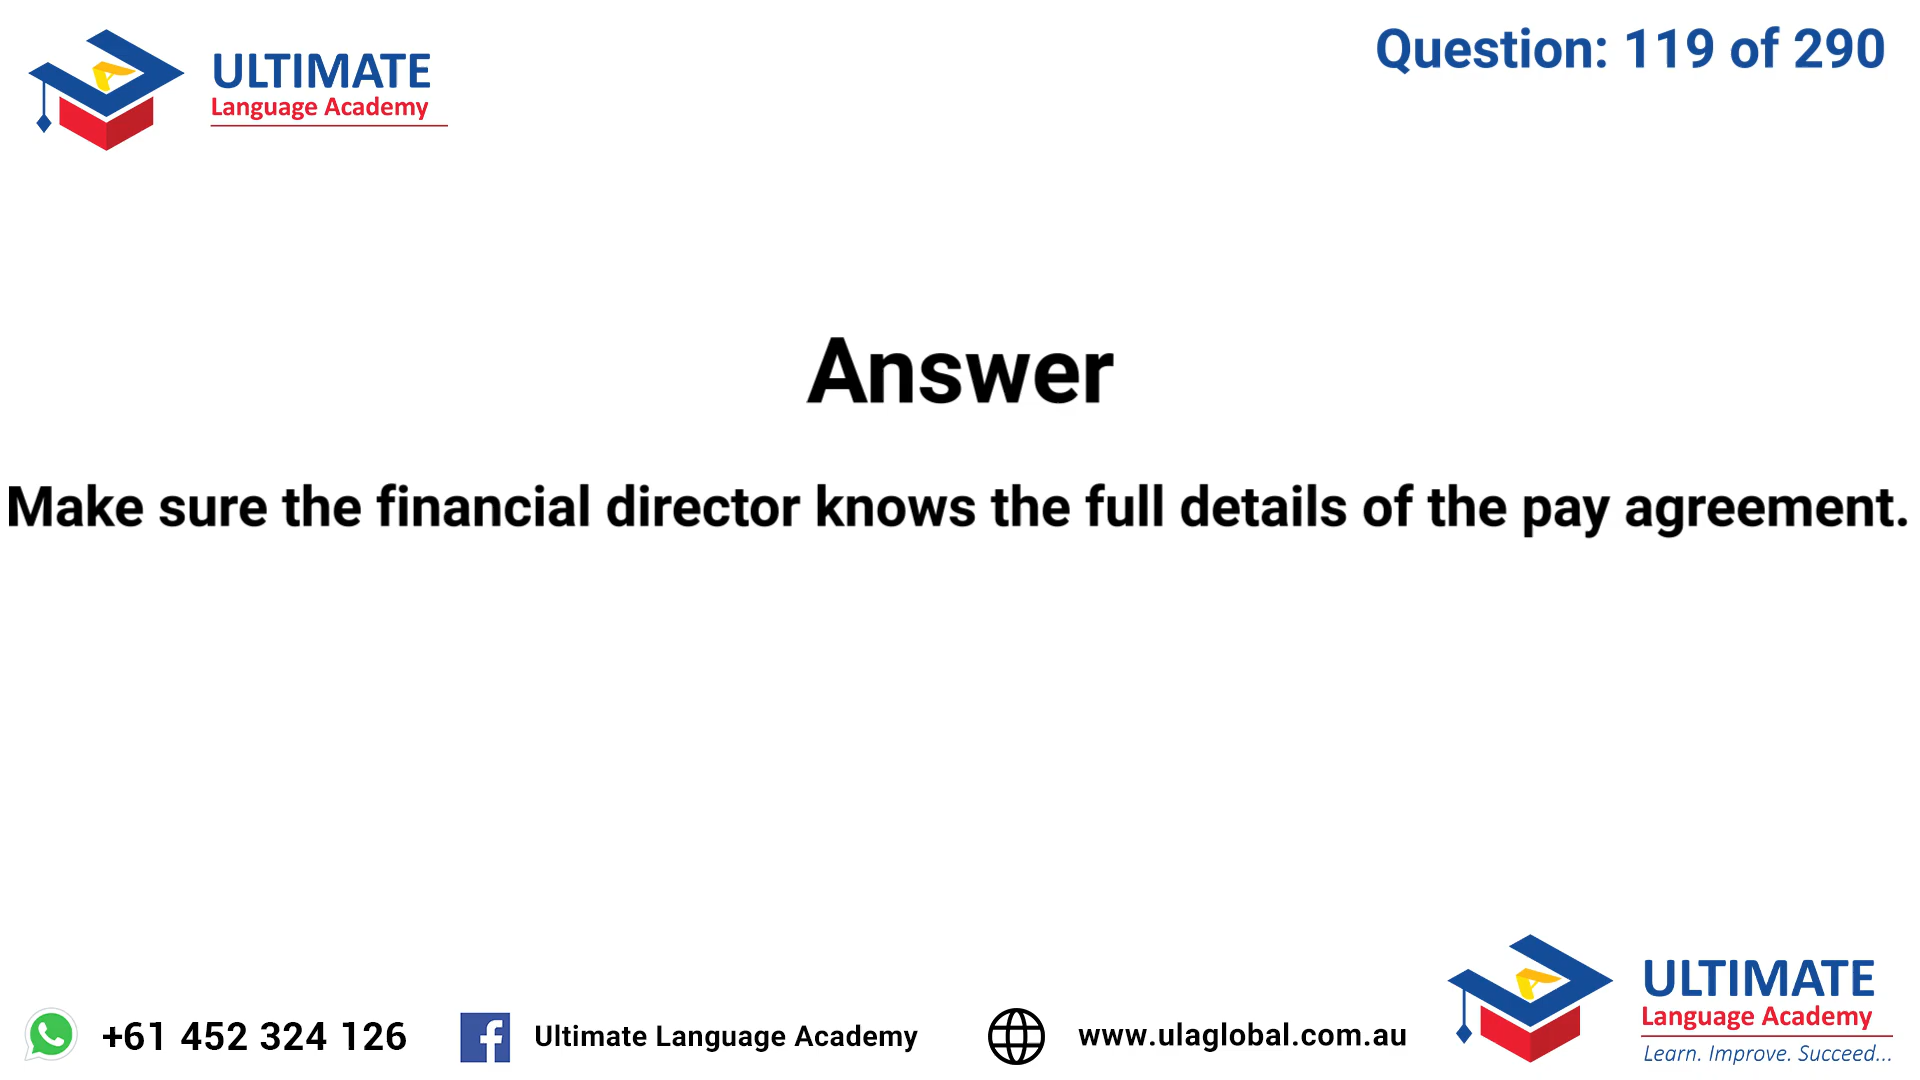 ULTIMATE
Language Academy
Question: 119 of 290
Answer
Make sure the financial director knows the full details of the pay agreement.
+61 452 324 126
Ultimate Language Academy
www.ulaglobal.com.au
ULTIMATE
Language Academy
Learn. Improve. Succeed...